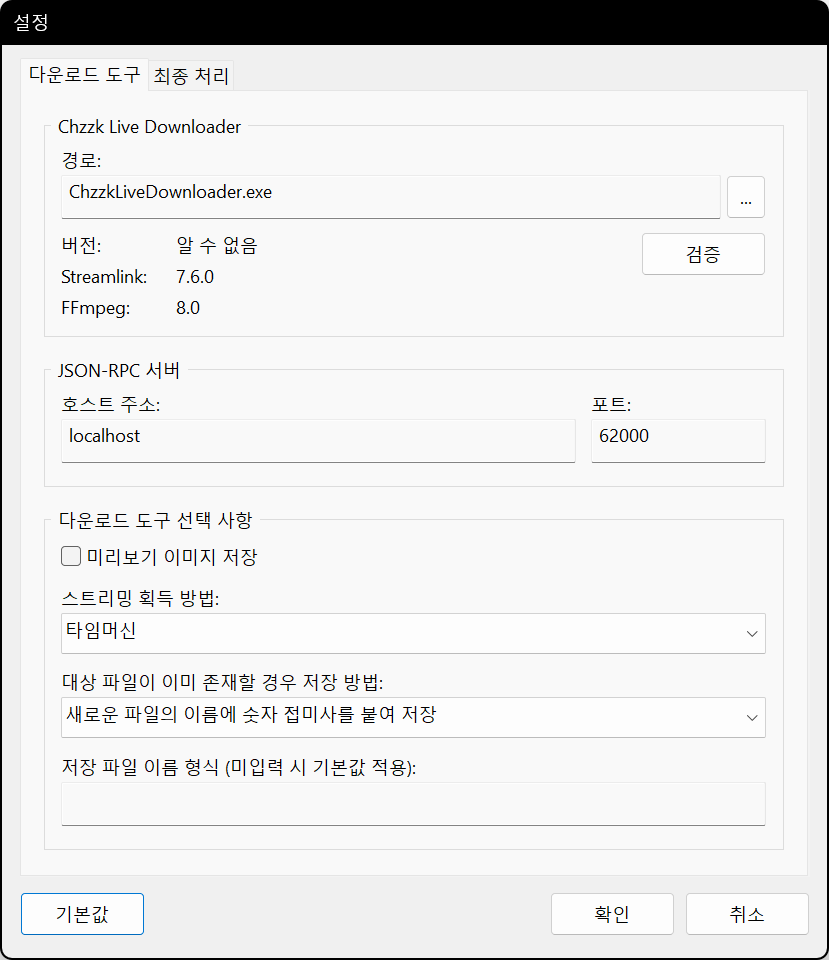 설정
다운로드 도구 최종 처리
Chzzk Live Downloader
경로:
ChzzkLiveDownloader.exe ...
버전: 알 수 없음 검증
Streamlink: 7.6.0
FFmpeg: 8.0
JSON-RPC 서버
호스트 주소: 포트:
localhost 62000
다운로드 도구 선택 사항
미리보기 이미지 저장
스트리밍 획득 방법:
타임머신
대상 파일이 이미 존재할 경우 저장 방법:
새로운 파일의 이름에 숫자 접미사를 붙여 저장
저장 파일 이름 형식 (미입력 시 기본값 적용):
기본값 확인 취소